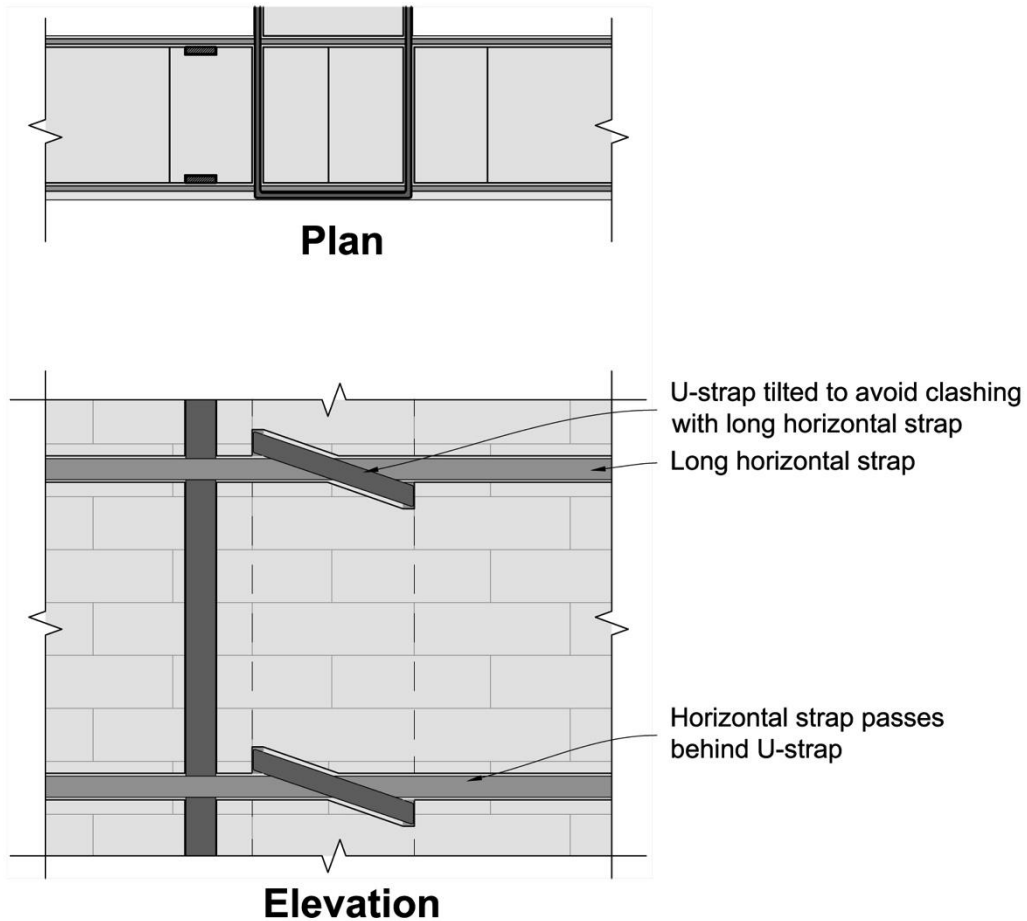 Plan
U-strap tilted to avoid clashing
with long horizontal strap
Long horizontal strap
Horizontal strap passes
behind U-strap
Elevation